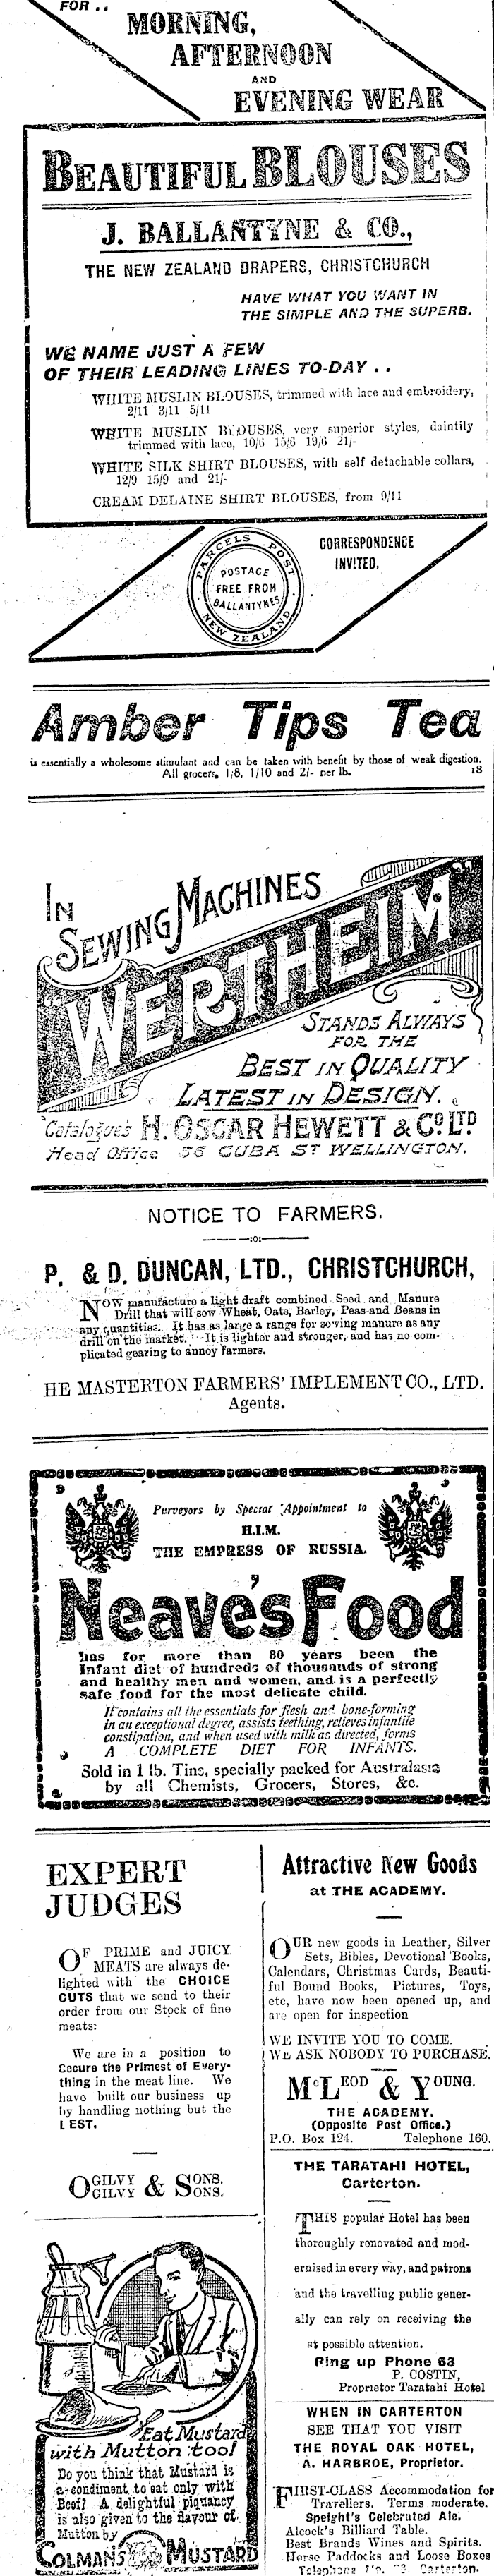 FOR ..
MORNING,
AFTERNOON
AND
EVENING WEAR
BEAUTIFUL BLOUSES
J. BALLANTYNE & CO.,
THE NEW ZEALAND DRAPERS, CHRISTCHURCH
HAVE WHAT YOU WANT IN
THE SIMPLE AND THE SUPERB.
WE NAME JUST A FEW
OF THEIR LEADING LINES TO-DAY . .
WHITE MUSLIN BLOUSES, trimmed with lace and embroidery,
2/11 3/11 5/11
WHITE MUSLIN BLOUSES, very superior styles, daintily
trimmed with lace, 10/6 15/6 19/6 21/-
WHITE SILK SHIRT BLOUSES, with self detachable collars,
12/9 15/9 and 21/-
CREAM DELAINE SHIRT BLOUSES, from 9/11
PARCELS POST
POSTAGE
FREE FROM
BALLANTYNES
NEW ZEALAND
CORRESPONDENCE
INVITED.
Amber Tips Tea
is essentially a wholesome stimulant and can be taken with benefit by those of weak digestion.
All grocers, 1/8, 1/10 and 2/- per lb. 18
IN
SEWING MACHINES
"WERTHEIM"
STANDS ALWAYS
FOR THE
BEST IN QUALITY
LATEST IN DESIGN.
Catalogues H. OSCAR HEWETT & CO. LTD
Head Office 56 CUBA ST WELLINGTON.
NOTICE TO FARMERS.
:o:
P. & D. DUNCAN, LTD., CHRISTCHURCH,
NOW manufacture a light draft combined Seed and Manure
Drill that will sow Wheat, Oats, Barley, Peas and Beans in
any quantities. It has as large a range for sowing manure as any
drill on the market. It is lighter and stronger, and has no com-
plicated gearing to annoy farmers.
HE MASTERTON FARMERS' IMPLEMENT CO., LTD.
Agents.
Purveyors by Special Appointment to
H.I.M.
THE EMPRESS OF RUSSIA.
Neave's Food
has for more than 80 years been the
Infant diet of hundreds of thousands of strong
and healthy men and women, and is a perfectly
safe food for the most delicate child.
It contains all the essentials for flesh and bone-forming
in an exceptional degree, assists teething, relieves infantile
constipation, and when used with milk as directed, forms
A COMPLETE DIET FOR INFANTS.
Sold in 1 lb. Tins, specially packed for Australasia
by all Chemists, Grocers, Stores, &c.
EXPERT
JUDGES
OF PRIME and JUICY
MEATS are always de-
lighted with the CHOICE
CUTS that we send to their
order from our Stock of fine
meats:
We are in a position to
Secure the Primest of Every-
thing in the meat line. We
have built our business up
by handling nothing but the
LEST.
OGILVY & SONS.
OGILVY & SONS.
Eat Mustard
with Mutton too!
Do you think that Mustard is
a condiment to eat only with
Beef? A delightful piquancy
is also given to the flavour of
Mutton by
COLMAN'S MUSTARD
Attractive New Goods
at THE ACADEMY.
OUR new goods in Leather, Silver
Sets, Bibles, Devotional Books,
Calendars, Christmas Cards, Beauti-
ful Bound Books, Pictures, Toys,
etc, have now been opened up, and
are open for inspection
WE INVITE YOU TO COME.
WE ASK NOBODY TO PURCHASE.
McLEOD & YOUNG.
THE ACADEMY.
(Opposite Post Office.)
P.O. Box 124. Telephone 160.
THE TARATAHI HOTEL,
Carterton.
THIS popular Hotel has been
thoroughly renovated and mod-
ernised in every way, and patrons
and the travelling public gener-
ally can rely on receiving the
st possible attention.
Ring up Phone 63
P. COSTIN,
Proprietor Taratahi Hotel
WHEN IN CARTERTON
SEE THAT YOU VISIT
THE ROYAL OAK HOTEL,
A. HARBROE, Proprietor.
FIRST-CLASS Accommodation for
Travellers. Terms moderate.
Speight's Celebrated Ale.
Alcock's Billiard Table.
Best Brands Wines and Spirits.
Horse Paddocks and Loose Boxes
Telephone No. Carterton.